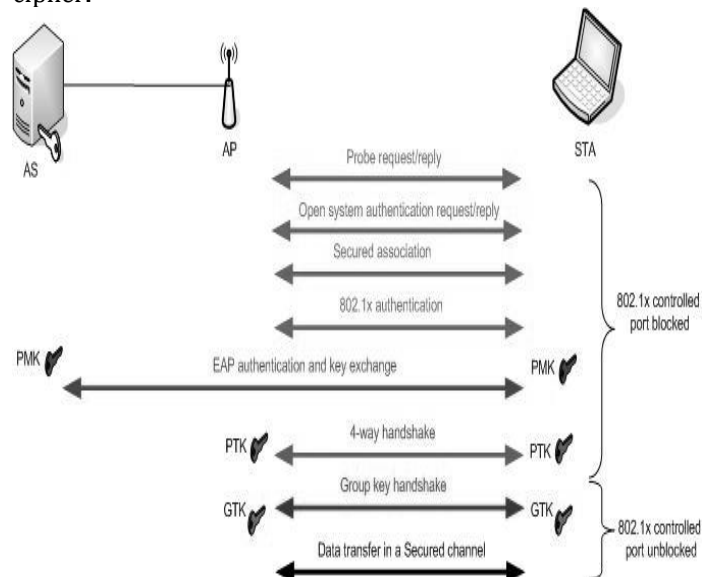 cipher.
AS
AP
STA
Probe request/reply
Open system authentication request/reply
Secured association
802.1x authentication
802.1x controlled
port blocked
PMK
EAP authentication and key exchange
PMK
4-way handshake
PTK
PTK
Group key handshake
GTK
GTK
802.1x controlled
port unblocked
Data transfer in a Secured channel